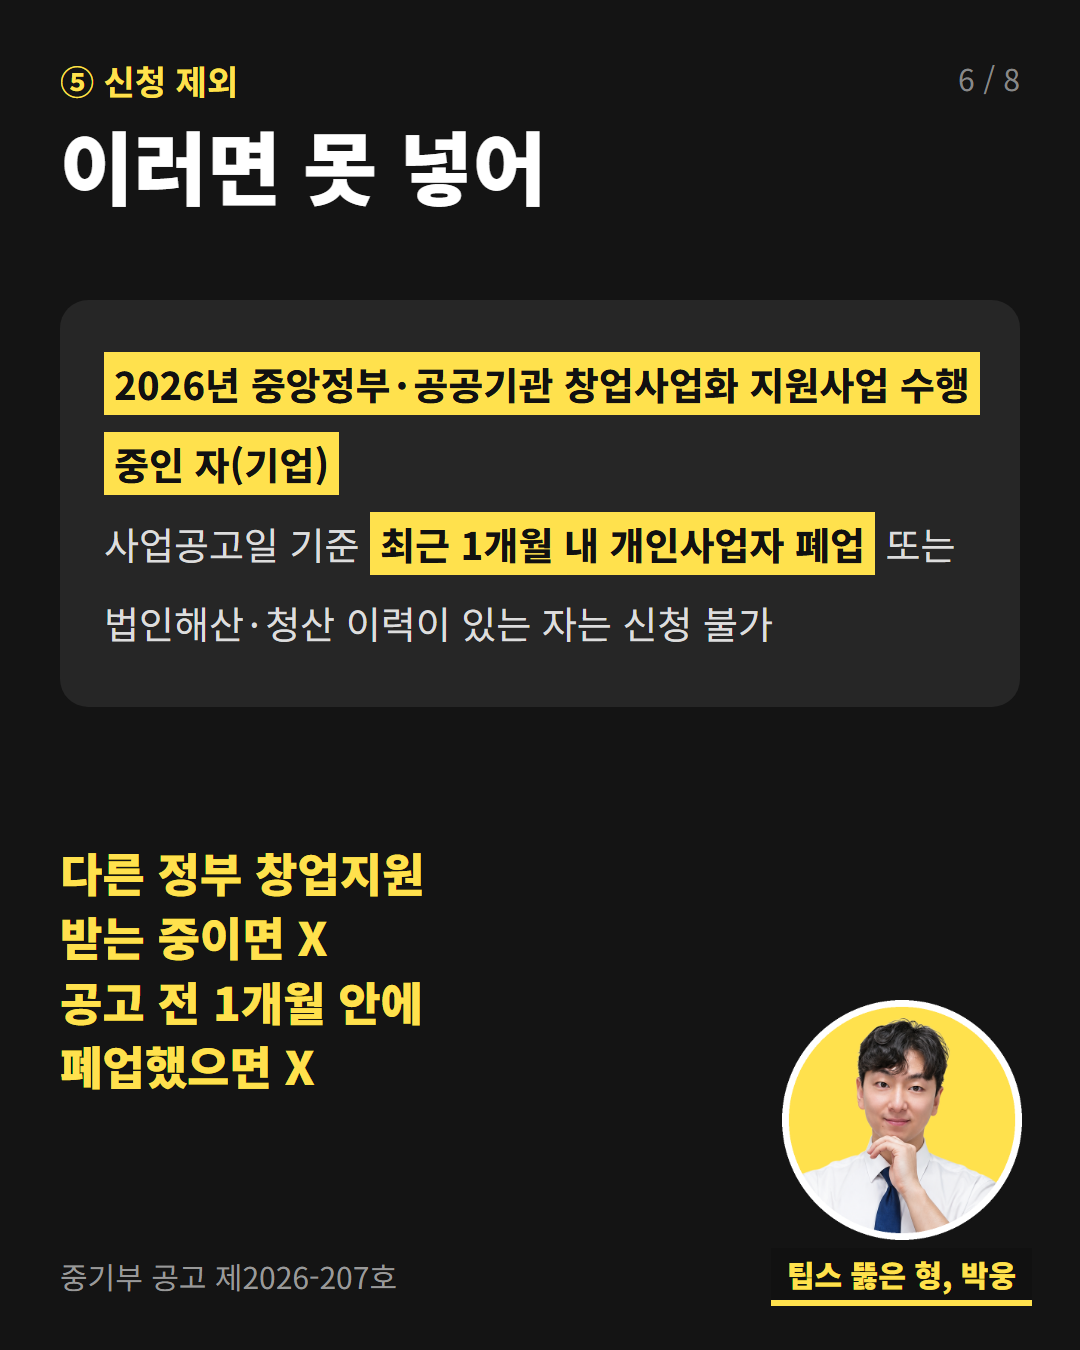 ⑤ 신청 제외
6 / 8
이러면 못 넣어
2026년 중앙정부·공공기관 창업사업화 지원사업 수행
중인 자(기업)
사업공고일 기준 최근 1개월 내 개인사업자 폐업 또는
법인해산·청산 이력이 있는 자는 신청 불가
다른 정부 창업지원
받는 중이면 X
공고 전 1개월 안에
폐업했으면 X
중기부 공고 제2026-207호
팁스 뚫은 형, 박웅